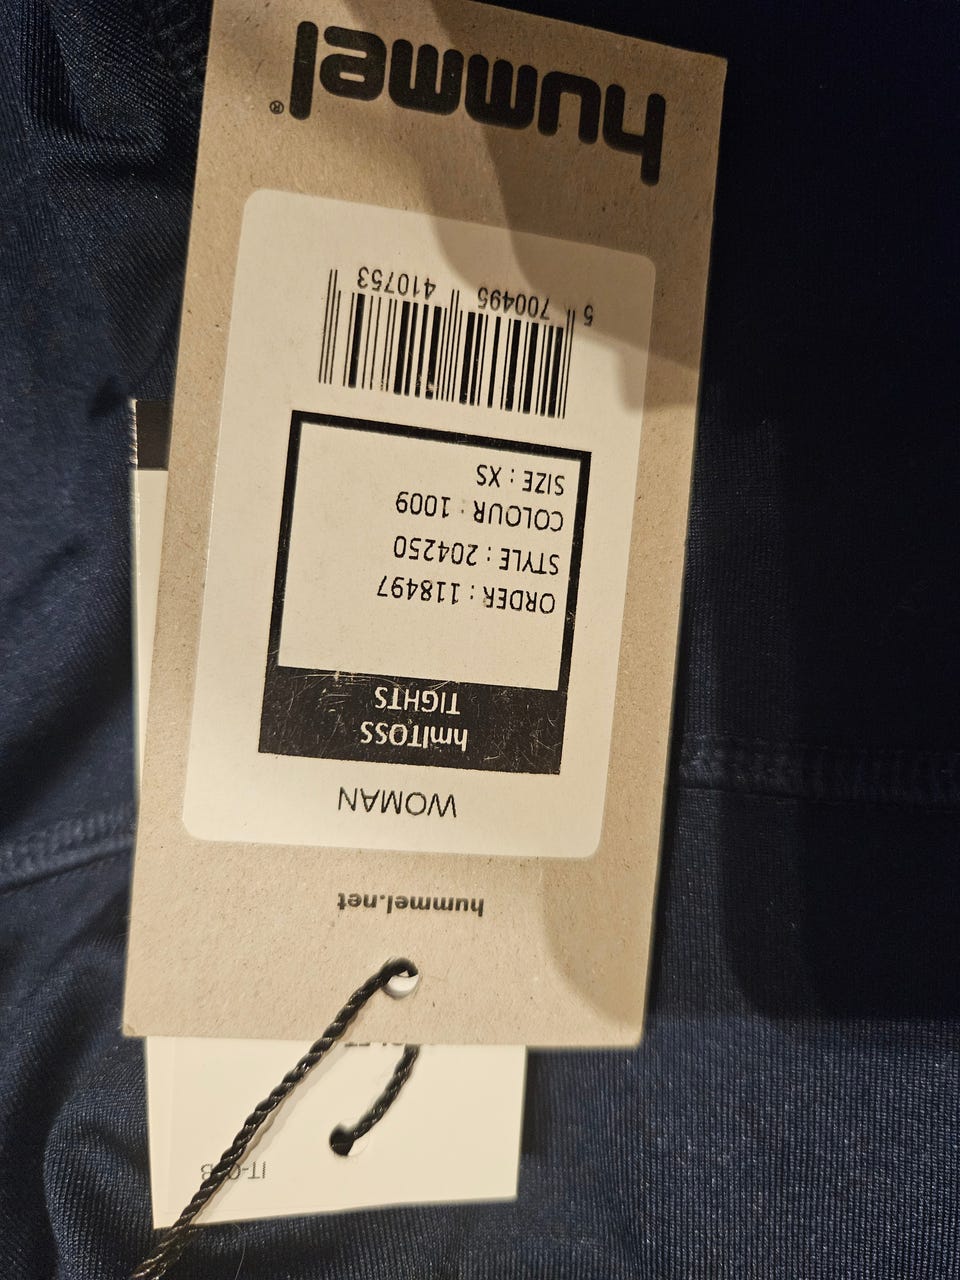 hummel.net
WOMAN
hmlTOSS
TIGHTS
ORDER : 118497
STYLE : 204250
COLOUR : 1009
SIZE : XS
5 700495 410753
hummel®